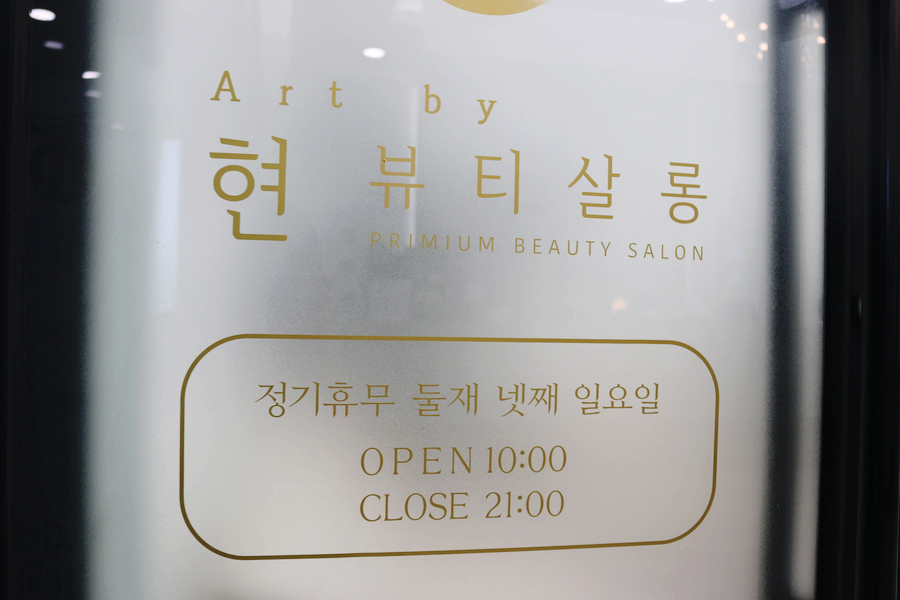 Art by
현 뷰티살롱
PRIMIUM BEAUTY SALON
정기휴무 둘재 넷째 일요일
OPEN 10:00
CLOSE 21:00